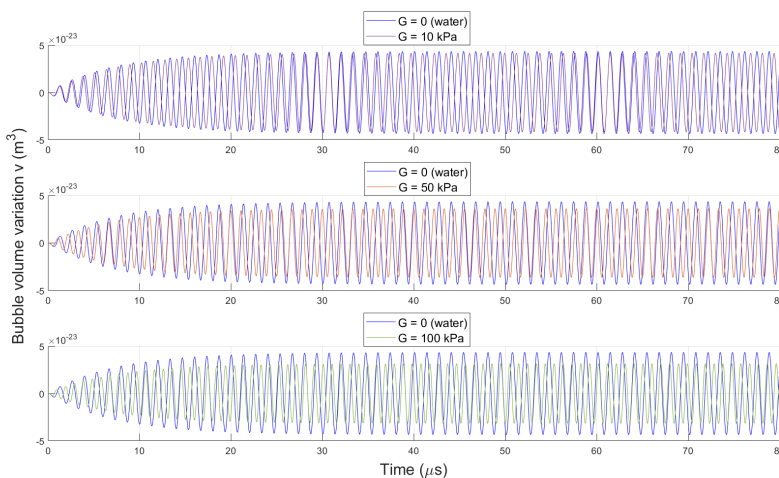 G = 0 (water)
G = 10 kPa
×10⁻²³
5
0
-5
0 10 20 30 40 50 60 70 80
G = 0 (water)
G = 50 kPa
×10⁻²³
5
0
-5
0 10 20 30 40 50 60 70 80
Bubble volume variation v (m³)
G = 0 (water)
G = 100 kPa
×10⁻²³
5
0
-5
0 10 20 30 40 50 60 70 80
Time (μs)